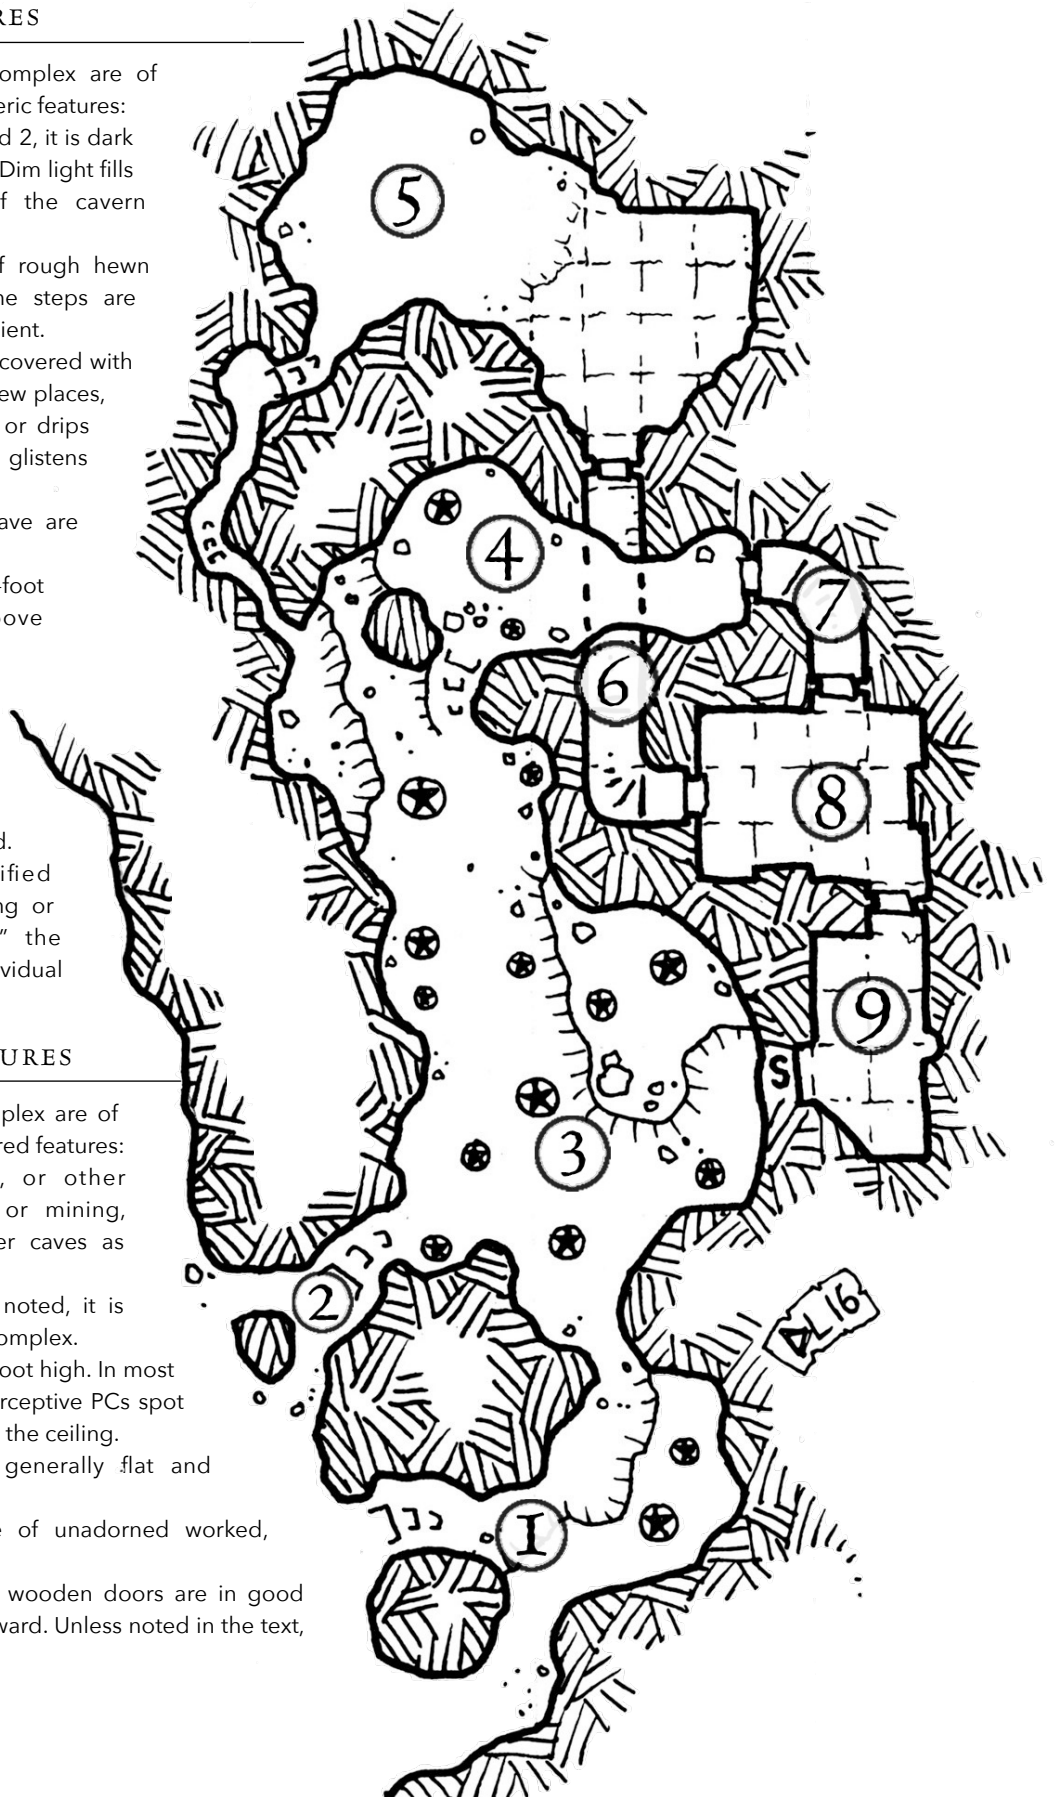 RES
omplex are of
eric features:
d 2, it is dark
Dim light fills
f the cavern
f rough hewn
ne steps are
ient.
covered with
ew places,
or drips
glistens
ave are
-foot
ove
d.
ified
ng or
" the
vidual
TURES
plex are of
red features:
, or other
or mining,
er caves as
noted, it is
omplex.
oot high. In most
erceptive PCs spot
the ceiling.
generally flat and
e of unadorned worked,
wooden doors are in good
ward. Unless noted in the text,
5
4
7
6
8
9
S
3
2
L16
1